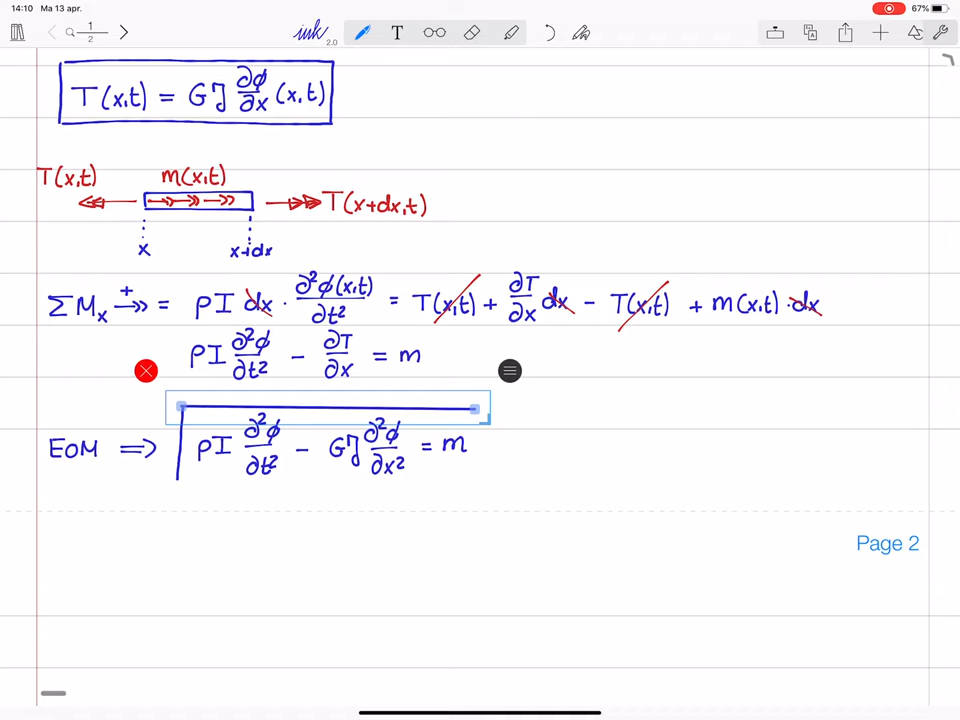 14:10 Ma 13 apr. 67%
1
2
ink 2.0 T
T(x,t) = GJ ∂ϕ/∂x (x,t)
T(x,t) m(x,t)
T(x+dx,t)
x x+dx
ΣMₓ +→» = ρI dx · ∂²ϕ(x,t)/∂t² = T(x,t) + ∂T/∂x dx − T(x,t) + m(x,t)·dx
ρI ∂²ϕ/∂t² − ∂T/∂x = m
EOM ⟹ ρI ∂²ϕ/∂t² − GJ ∂²ϕ/∂x² = m
Page 2